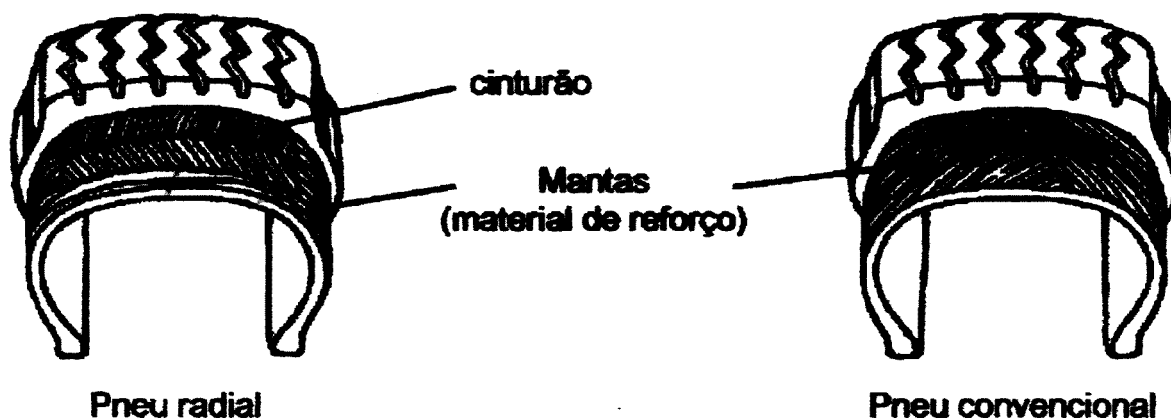 cinturão
Mantas
(material de reforço)
Pneu radial
Pneu convencional